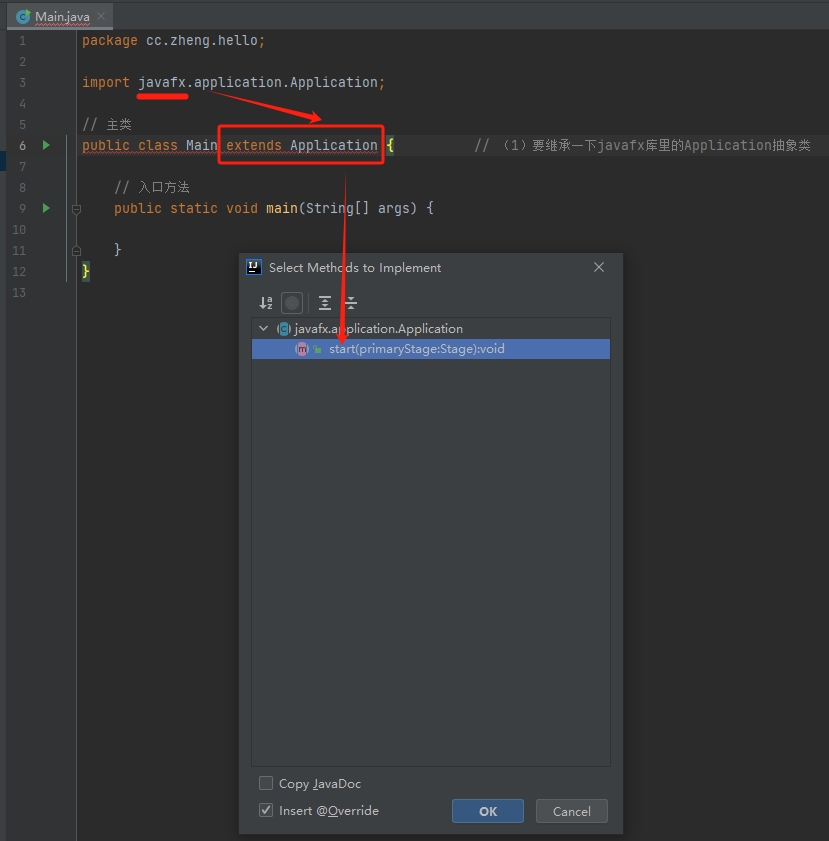 Main.java
1 package cc.zheng.hello;
2
3 import javafx.application.Application;
4
5 // 主类
6 public class Main extends Application { // （1）要继承一下javafx库里的Application抽象类
7
8 // 入口方法
9 public static void main(String[] args) {
10
11 }
12 }
13
Select Methods to Implement
javafx.application.Application
start(primaryStage:Stage):void
Copy JavaDoc
Insert @Override
OK Cancel